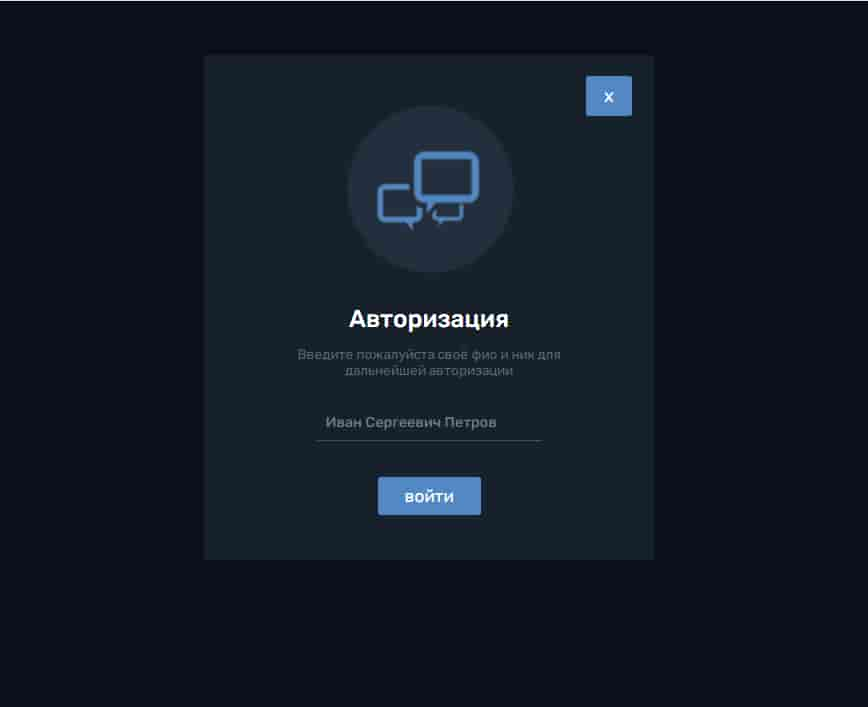 X
Авторизация
Введите пожалуйста своё фио и ник для
дальнейшей авторизации
Иван Сергеевич Петров
ВОЙТИ